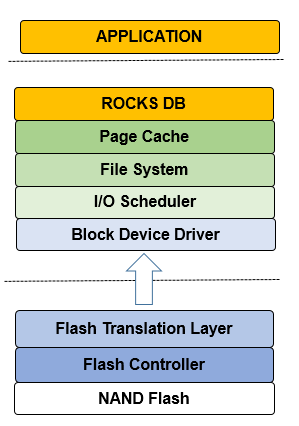 APPLICATION
ROCKS DB
Page Cache
File System
I/O Scheduler
Block Device Driver
Flash Translation Layer
Flash Controller
NAND Flash